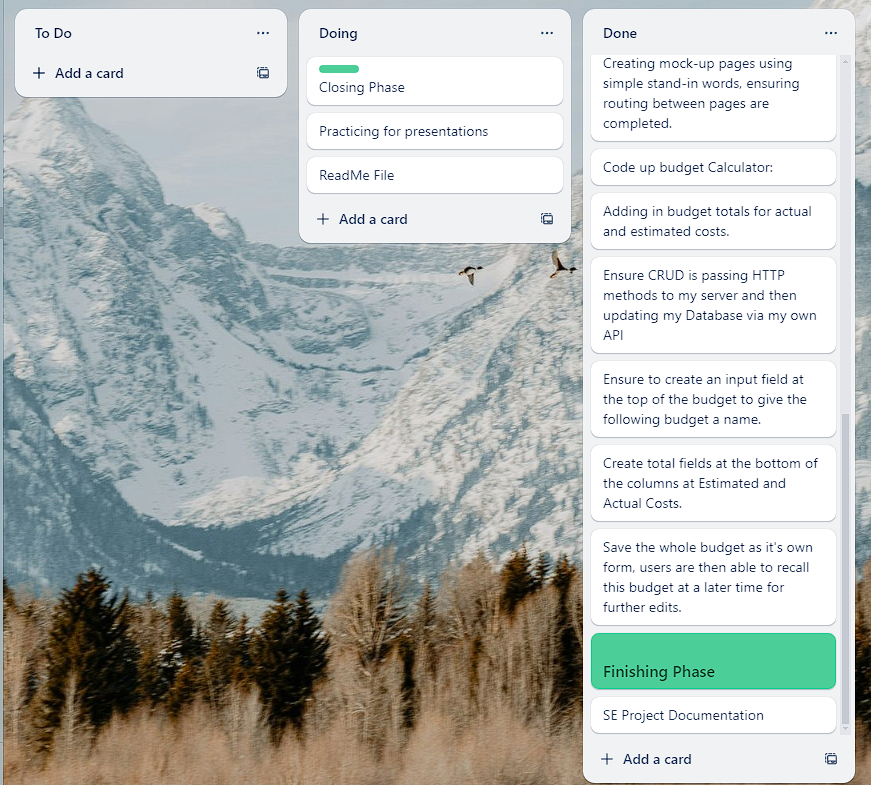 To Do
Add a card
Doing
Closing Phase
Practicing for presentations
ReadMe File
Add a card
Done
Creating mock-up pages using
simple stand-in words, ensuring
routing between pages are
completed.
Code up budget Calculator:
Adding in budget totals for actual
and estimated costs.
Ensure CRUD is passing HTTP
methods to my server and then
updating my Database via my own
API
Ensure to create an input field at
the top of the budget to give the
following budget a name.
Create total fields at the bottom of
the columns at Estimated and
Actual Costs.
Save the whole budget as it's own
form, users are then able to recall
this budget at a later time for
further edits.
Finishing Phase
SE Project Documentation
Add a card